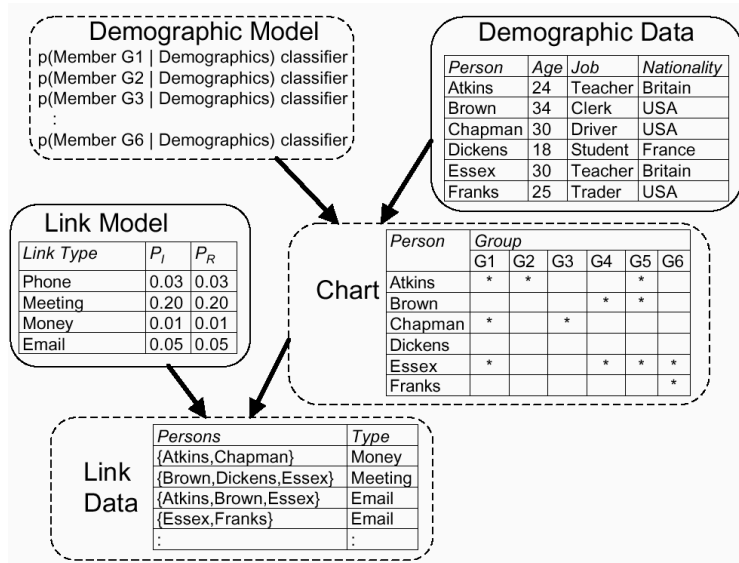 Demographic Model
p(Member G1 | Demographics) classifier
p(Member G2 | Demographics) classifier
p(Member G3 | Demographics) classifier
:
p(Member G6 | Demographics) classifier
Demographic Data
Person Age Job Nationality
Atkins 24 Teacher Britain
Brown 34 Clerk USA
Chapman 30 Driver USA
Dickens 18 Student France
Essex 30 Teacher Britain
Franks 25 Trader USA
Link Model
Link Type P_I P_R
Phone 0.03 0.03
Meeting 0.20 0.20
Money 0.01 0.01
Email 0.05 0.05
Chart
Person Group
G1 G2 G3 G4 G5 G6
Atkins * * *
Brown * *
Chapman * *
Dickens
Essex * * * *
Franks *
Link
Data
Persons Type
{Atkins,Chapman} Money
{Brown,Dickens,Essex} Meeting
{Atkins,Brown,Essex} Email
{Essex,Franks} Email
: :